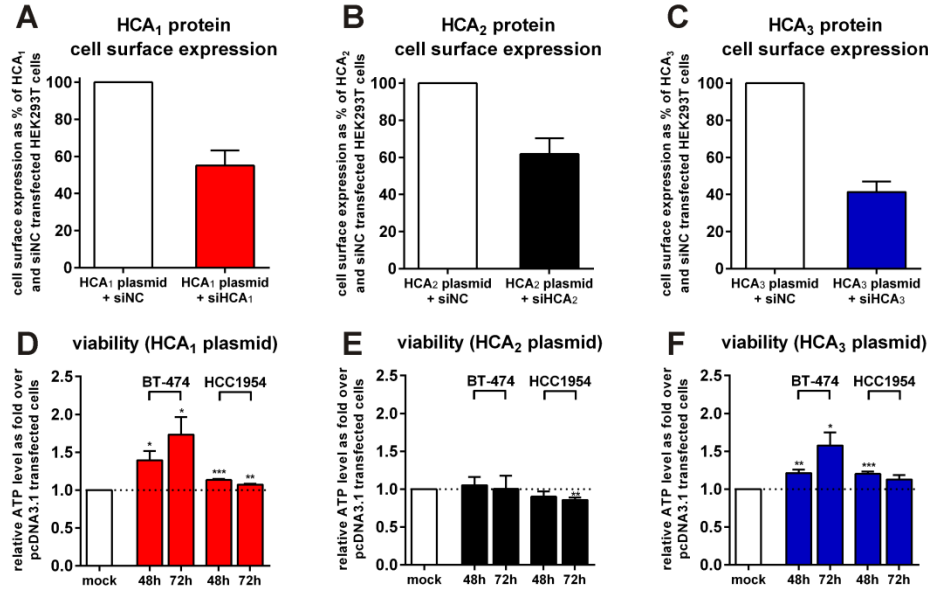 A
HCA₁ protein
cell surface expression
cell surface expression as % of HCA₁
and siNC transfected HEK293T cells
100
80
60
40
20
0
HCA₁ plasmid
+ siNC
HCA₁ plasmid
+ siHCA₁
B
HCA₂ protein
cell surface expression
cell surface expression as % of HCA₂
and siNC transfected HEK293T cells
100
80
60
40
20
0
HCA₂ plasmid
+ siNC
HCA₂ plasmid
+ siHCA₂
C
HCA₃ protein
cell surface expression
cell surface expression as % of HCA₃
and siNC transfected HEK293T cells
100
80
60
40
20
0
HCA₃ plasmid
+ siNC
HCA₃ plasmid
+ siHCA₃
D
viability (HCA₁ plasmid)
relative ATP level as fold over
pcDNA3.1 transfected cells
2.5
2.0
1.5
1.0
0.5
0.0
BT-474
HCC1954
*
*
***
**
mock
48h
72h
48h
72h
E
viability (HCA₂ plasmid)
relative ATP level as fold over
pcDNA3.1 transfected cells
2.5
2.0
1.5
1.0
0.5
0.0
BT-474
HCC1954
**
mock
48h
72h
48h
72h
F
viability (HCA₃ plasmid)
relative ATP level as fold over
pcDNA3.1 transfected cells
2.5
2.0
1.5
1.0
0.5
0.0
BT-474
HCC1954
**
*
***
mock
48h
72h
48h
72h